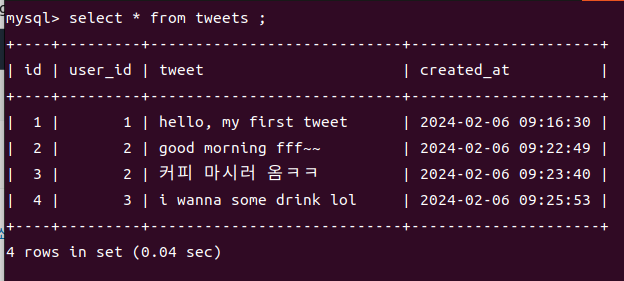 mysql> select * from tweets ;
+----+---------+----------------------------+---------------------+
| id | user_id | tweet                      | created_at          |
+----+---------+----------------------------+---------------------+
|  1 |       1 | hello, my first tweet      | 2024-02-06 09:16:30 |
|  2 |       2 | good morning fff~~         | 2024-02-06 09:22:49 |
|  3 |       2 | 커피 마시러 옴ㅋㅋ         | 2024-02-06 09:23:40 |
|  4 |       3 | i wanna some drink lol     | 2024-02-06 09:25:53 |
+----+---------+----------------------------+---------------------+
4 rows in set (0.04 sec)